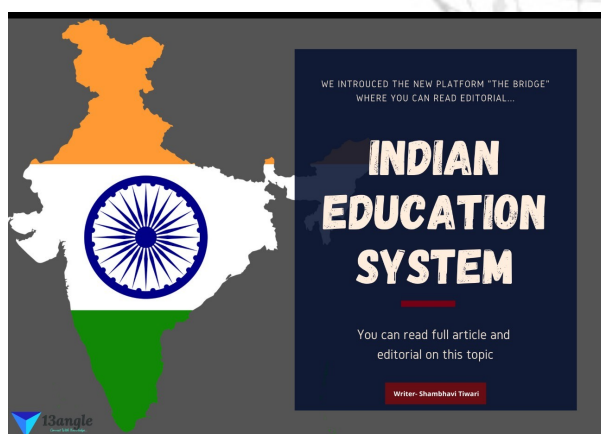 WE INTROUCED THE NEW PLATFORM "THE BRIDGE"
WHERE YOU CAN READ EDITORIAL...
INDIAN
EDUCATION
SYSTEM
You can read full article and
editorial on this topic
Writer- Shambhavi Tiwari
13angle